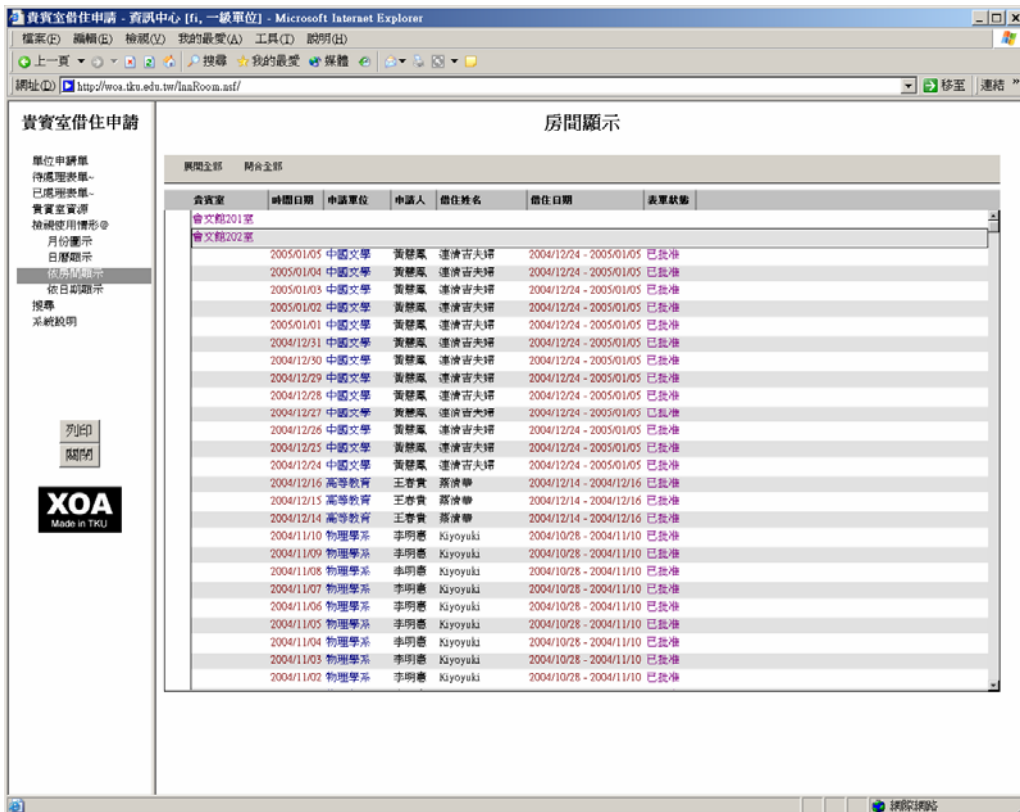 貴賓室借住申請 - 資訊中心 [fi, 一級單位] - Microsoft Internet Explorer
檔案(F) 編輯(E) 檢視(V) 我的最愛(A) 工具(T) 說明(H)
上一頁 搜尋 我的最愛 媒體
網址(D) http://woa.tku.edu.tw/InnRoom.nsf/ 移至 連結 »
貴賓室借住申請
單位申請單
待處理表單~
已處理表單~
貴賓室資源
檢視使用情形@
月份圖示
日曆顯示
依房間顯示
依日期顯示
搜尋
系統說明
列印
關閉
XOA
Made in TKU
房間顯示
展開全部 閉合全部
貴賓室 時間日期 申請單位 申請人 借住姓名 借住日期 表單狀態
會文館201室
會文館202室
2005/01/05 中國文學 黃慧鳳 連清吉夫婦 2004/12/24 - 2005/01/05 已批准
2005/01/04 中國文學 黃慧鳳 連清吉夫婦 2004/12/24 - 2005/01/05 已批准
2005/01/03 中國文學 黃慧鳳 連清吉夫婦 2004/12/24 - 2005/01/05 已批准
2005/01/02 中國文學 黃慧鳳 連清吉夫婦 2004/12/24 - 2005/01/05 已批准
2005/01/01 中國文學 黃慧鳳 連清吉夫婦 2004/12/24 - 2005/01/05 已批准
2004/12/31 中國文學 黃慧鳳 連清吉夫婦 2004/12/24 - 2005/01/05 已批准
2004/12/30 中國文學 黃慧鳳 連清吉夫婦 2004/12/24 - 2005/01/05 已批准
2004/12/29 中國文學 黃慧鳳 連清吉夫婦 2004/12/24 - 2005/01/05 已批准
2004/12/28 中國文學 黃慧鳳 連清吉夫婦 2004/12/24 - 2005/01/05 已批准
2004/12/27 中國文學 黃慧鳳 連清吉夫婦 2004/12/24 - 2005/01/05 已批准
2004/12/26 中國文學 黃慧鳳 連清吉夫婦 2004/12/24 - 2005/01/05 已批准
2004/12/25 中國文學 黃慧鳳 連清吉夫婦 2004/12/24 - 2005/01/05 已批准
2004/12/24 中國文學 黃慧鳳 連清吉夫婦 2004/12/24 - 2005/01/05 已批准
2004/12/16 高等教育 王春貴 蔡清華 2004/12/14 - 2004/12/16 已批准
2004/12/15 高等教育 王春貴 蔡清華 2004/12/14 - 2004/12/16 已批准
2004/12/14 高等教育 王春貴 蔡清華 2004/12/14 - 2004/12/16 已批准
2004/11/10 物理學系 李明憲 Kiyoyuki 2004/10/28 - 2004/11/10 已批准
2004/11/09 物理學系 李明憲 Kiyoyuki 2004/10/28 - 2004/11/10 已批准
2004/11/08 物理學系 李明憲 Kiyoyuki 2004/10/28 - 2004/11/10 已批准
2004/11/07 物理學系 李明憲 Kiyoyuki 2004/10/28 - 2004/11/10 已批准
2004/11/06 物理學系 李明憲 Kiyoyuki 2004/10/28 - 2004/11/10 已批准
2004/11/05 物理學系 李明憲 Kiyoyuki 2004/10/28 - 2004/11/10 已批准
2004/11/04 物理學系 李明憲 Kiyoyuki 2004/10/28 - 2004/11/10 已批准
2004/11/03 物理學系 李明憲 Kiyoyuki 2004/10/28 - 2004/11/10 已批准
2004/11/02 物理學系 李明憲 Kiyoyuki 2004/10/28 - 2004/11/10 已批准
網際網路